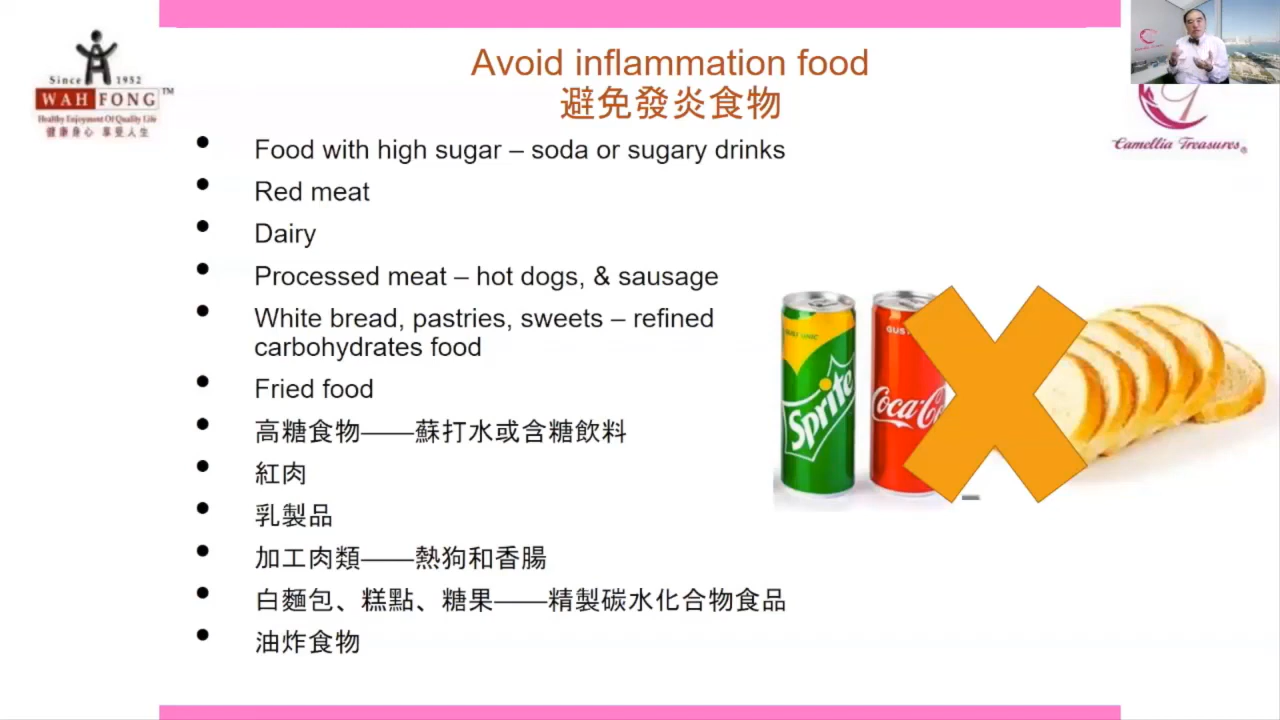 Since 1952
WAH FONG TM
Healthy Enjoyment Of Quality Life
健康身心 享受人生
Avoid inflammation food
避免發炎食物
Camellia Treasures®
Food with high sugar – soda or sugary drinks
Red meat
Dairy
Processed meat – hot dogs, & sausage
White bread, pastries, sweets – refined
carbohydrates food
Fried food
高糖食物——蘇打水或含糖飲料
紅肉
乳製品
加工肉類——熱狗和香腸
白麵包、糕點、糖果——精製碳水化合物食品
油炸食物
Sprite
GUS
Coca-Co